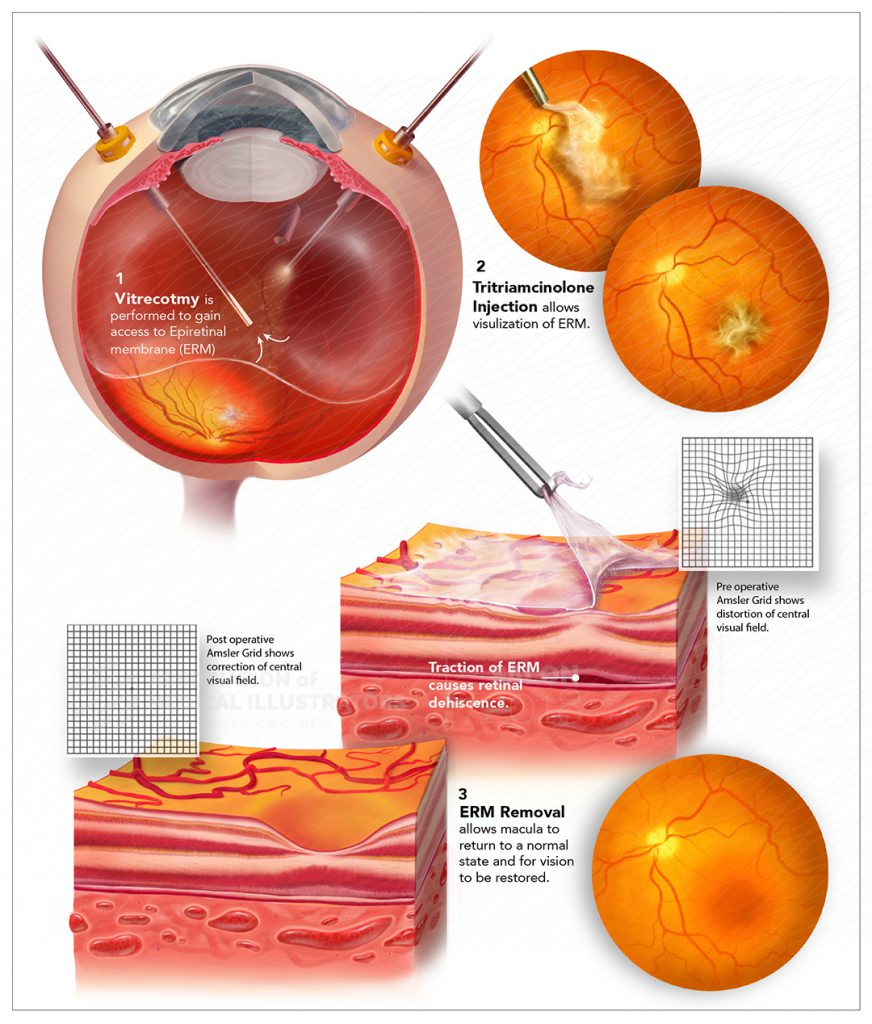 1
Vitrecotmy is
performed to gain
access to Epiretinal
membrane (ERM)
2
Tritriamcinolone
Injection allows
visulization of ERM.
Pre operative
Amsler Grid shows
distortion of central
visual field.
Post operative
Amsler Grid shows
correction of central
visual field.
Traction of ERM
causes retinal
dehiscence.
3
ERM Removal
allows macula to
return to a normal
state and for vision
to be restored.